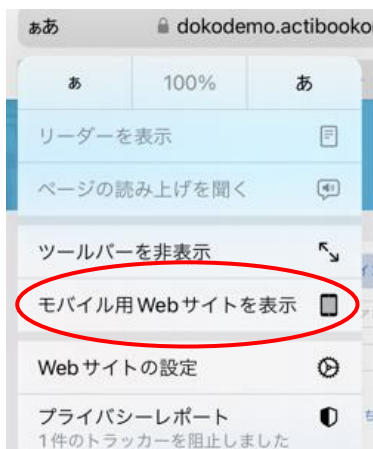 ぁあ dokodemo.actibook
ぁ 100% あ
リーダーを表示
ページの読み上げを聞く
ツールバーを非表示
モバイル用Webサイトを表示
Webサイトの設定
プライバシーレポート
1件のトラッカーを阻止しました